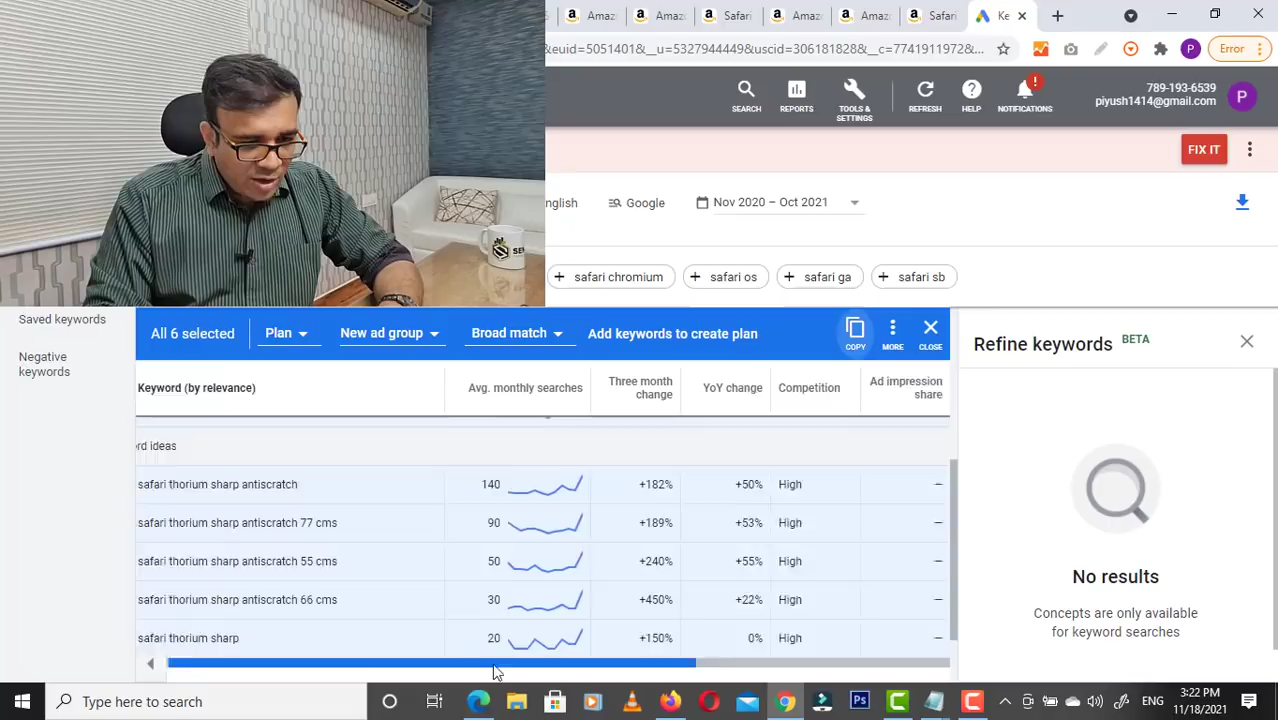 Amazo
Amazo
Safari
Amazo
Amazo
Safari
Ke
&euid=5051401&__u=5327944449&uscid=306181828&__c=7741911972&...
P
Error
SEARCH
REPORTS
TOOLS &
SETTINGS
REFRESH
HELP
NOTIFICATIONS
789-193-6539
piyush1414@gmail.com
P
FIX IT
nglish
Google
Nov 2020 – Oct 2021
+ safari chromium
+ safari os
+ safari ga
+ safari sb
Saved keywords
Negative
keywords
All 6 selected
Plan
New ad group
Broad match
Add keywords to create plan
COPY
MORE
CLOSE
Refine keywords BETA
Keyword (by relevance) Avg. monthly searches Three month change YoY change Competition Ad impression share
rd ideas
safari thorium sharp antiscratch 140 +182% +50% High –
safari thorium sharp antiscratch 77 cms 90 +189% +53% High –
safari thorium sharp antiscratch 55 cms 50 +240% +55% High –
safari thorium sharp antiscratch 66 cms 30 +450% +22% High –
safari thorium sharp 20 +150% 0% High –
No results
Concepts are only available
for keyword searches
Type here to search
Ps
ENG
3:22 PM
11/18/2021